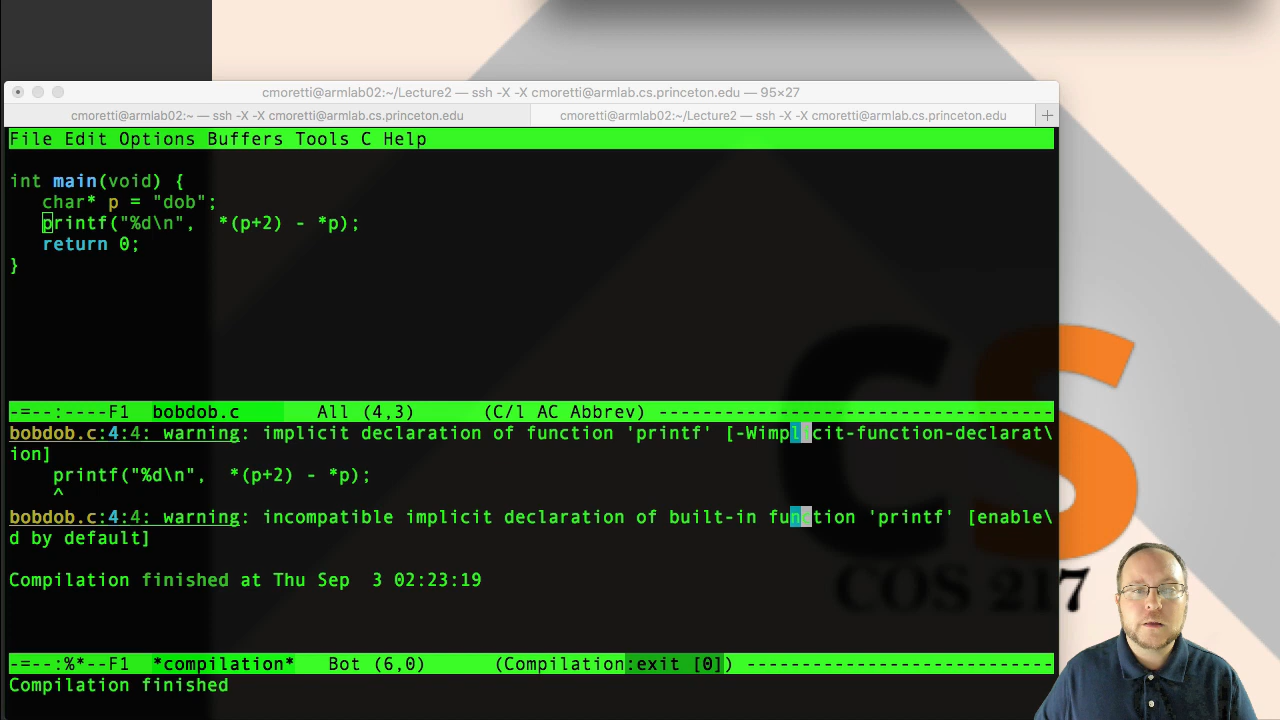 cmoretti@armlab02:~/Lecture2 — ssh -X -X cmoretti@armlab.cs.princeton.edu — 95×27
cmoretti@armlab02:~ — ssh -X -X cmoretti@armlab.cs.princeton.edu
cmoretti@armlab02:~/Lecture2 — ssh -X -X cmoretti@armlab.cs.princeton.edu +
File Edit Options Buffers Tools C Help
int main(void) {
char* p = "dob";
printf("%d\n",  *(p+2) - *p);
return 0;
}
-=--:----F1  bobdob.c       All (4,3)      (C/l AC Abbrev) ------------------------------------
bobdob.c:4:4: warning: implicit declaration of function 'printf' [-Wimplicit-function-declarat\
ion]
printf("%d\n",  *(p+2) - *p);
^
bobdob.c:4:4: warning: incompatible implicit declaration of built-in function 'printf' [enable\
d by default]
Compilation finished at Thu Sep  3 02:23:19
-=--:%*--F1  *compilation*   Bot (6,0)      (Compilation:exit [0]) ----------------------------
Compilation finished
CS
COS 217